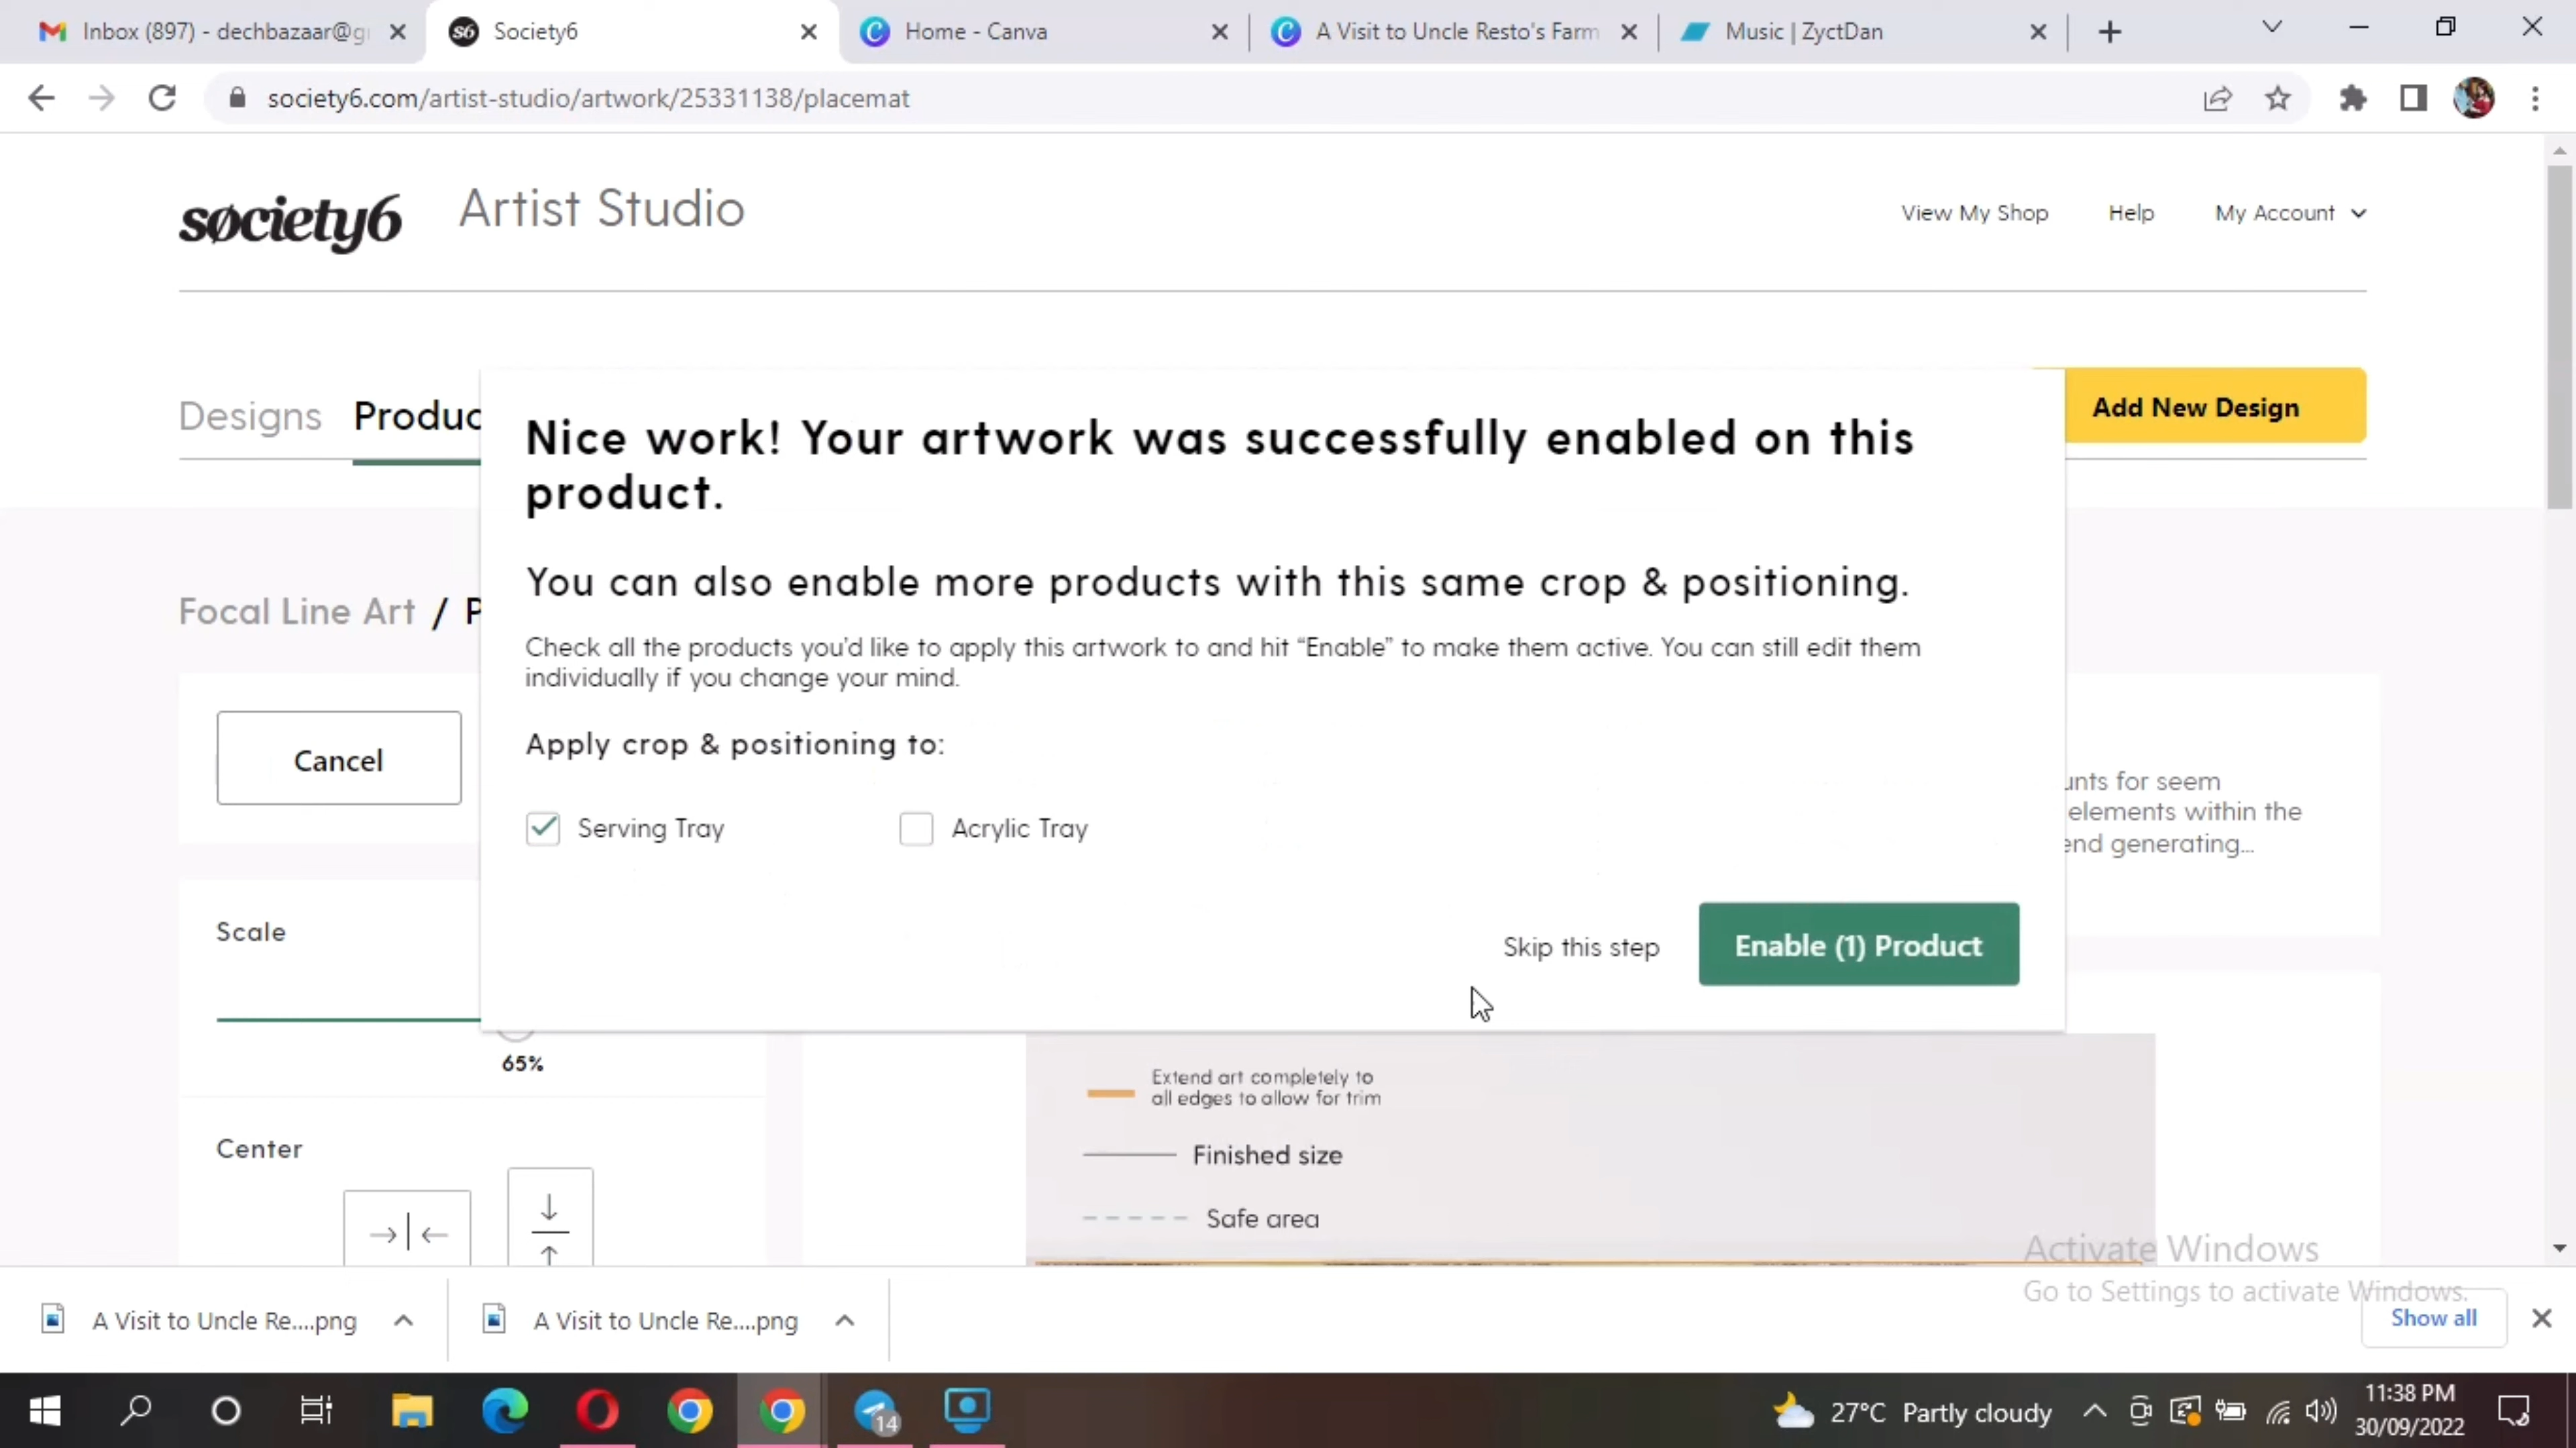 Inbox (897) - dechbazaar@g
Society6
Home - Canva
A Visit to Uncle Resto's Farm
Music | ZyctDan
society6.com/artist-studio/artwork/25331138/placemat
society6
Artist Studio
View My Shop
Help
My Account
Designs
Produc
Add New Design
Nice work! Your artwork was successfully enabled on this
product.
You can also enable more products with this same crop & positioning.
Focal Line Art / P
Check all the products you'd like to apply this artwork to and hit "Enable" to make them active. You can still edit them
individually if you change your mind.
Apply crop & positioning to:
Cancel
unts for seem
elements within the
end generating...
Serving Tray
Acrylic Tray
Scale
Skip this step
Enable (1) Product
65%
Extend art completely to
all edges to allow for trim
Center
Finished size
Safe area
Activate Windows
Go to Settings to activate Windows.
A Visit to Uncle Re....png
A Visit to Uncle Re....png
Show all
14
27°C Partly cloudy
11:38 PM
30/09/2022